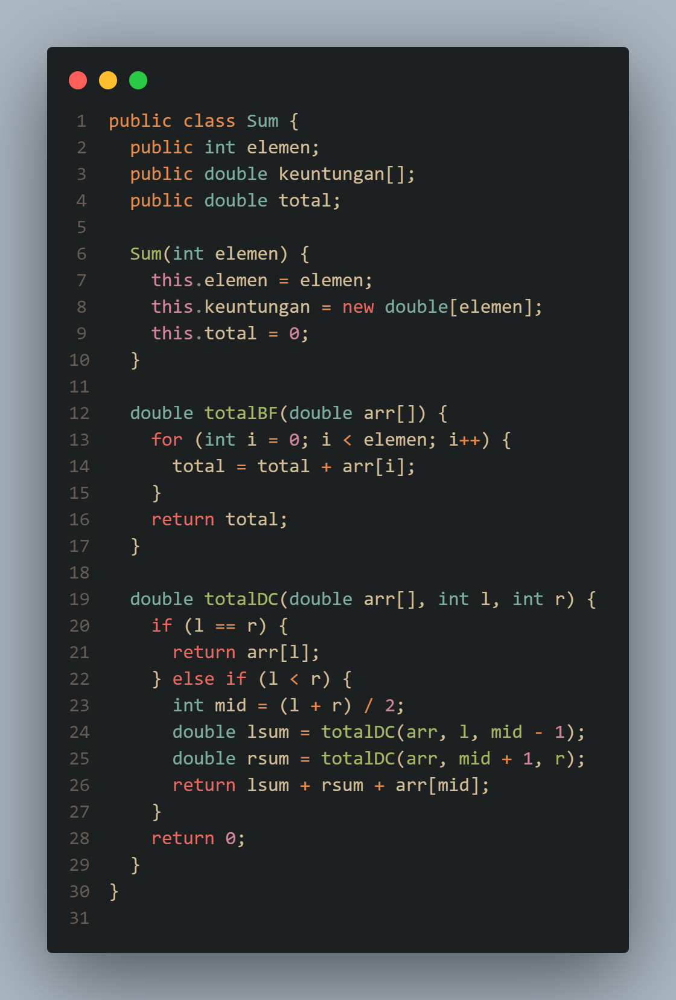 1 public class Sum {
2   public int elemen;
3   public double keuntungan[];
4   public double total;
5
6   Sum(int elemen) {
7     this.elemen = elemen;
8     this.keuntungan = new double[elemen];
9     this.total = 0;
10   }
11
12   double totalBF(double arr[]) {
13     for (int i = 0; i < elemen; i++) {
14       total = total + arr[i];
15     }
16     return total;
17   }
18
19   double totalDC(double arr[], int l, int r) {
20     if (l == r) {
21       return arr[l];
22     } else if (l < r) {
23       int mid = (l + r) / 2;
24       double lsum = totalDC(arr, l, mid - 1);
25       double rsum = totalDC(arr, mid + 1, r);
26       return lsum + rsum + arr[mid];
27     }
28     return 0;
29   }
30 }
31